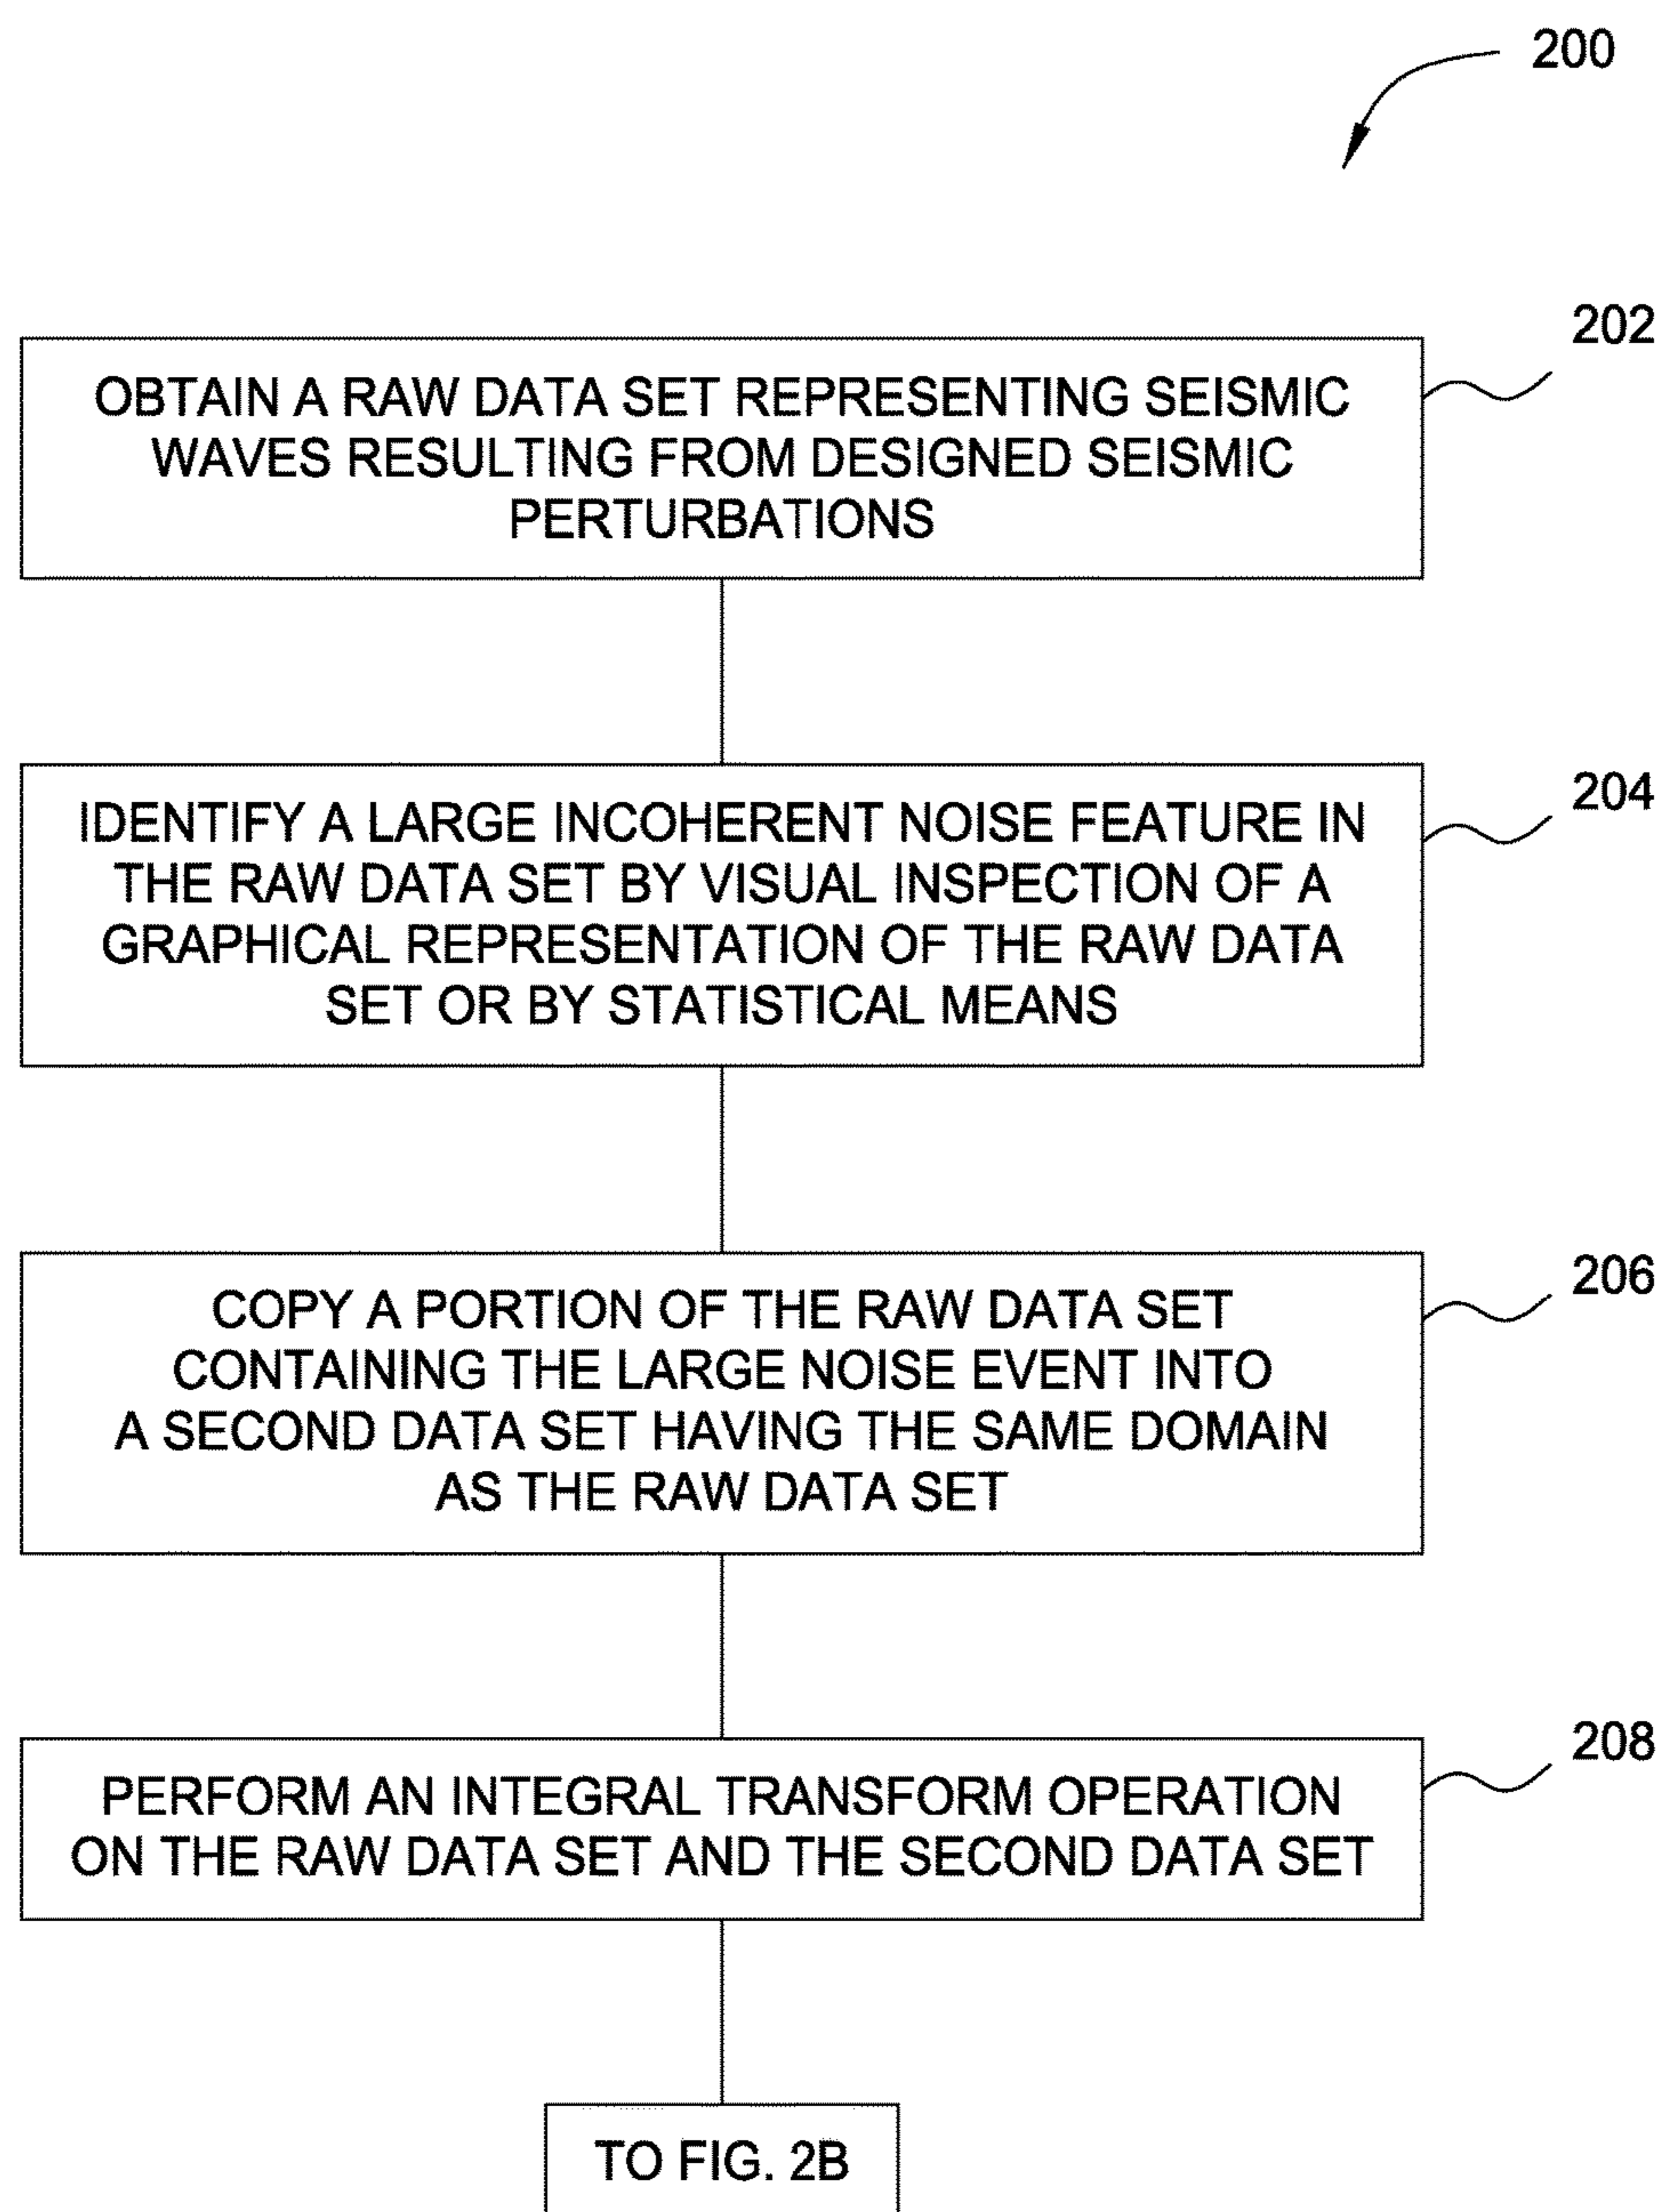 200
202
OBTAIN A RAW DATA SET REPRESENTING SEISMIC
WAVES RESULTING FROM DESIGNED SEISMIC
PERTURBATIONS
204
IDENTIFY A LARGE INCOHERENT NOISE FEATURE IN
THE RAW DATA SET BY VISUAL INSPECTION OF A
GRAPHICAL REPRESENTATION OF THE RAW DATA
SET OR BY STATISTICAL MEANS
206
COPY A PORTION OF THE RAW DATA SET
CONTAINING THE LARGE NOISE EVENT INTO
A SECOND DATA SET HAVING THE SAME DOMAIN
AS THE RAW DATA SET
208
PERFORM AN INTEGRAL TRANSFORM OPERATION
ON THE RAW DATA SET AND THE SECOND DATA SET
TO FIG. 2B